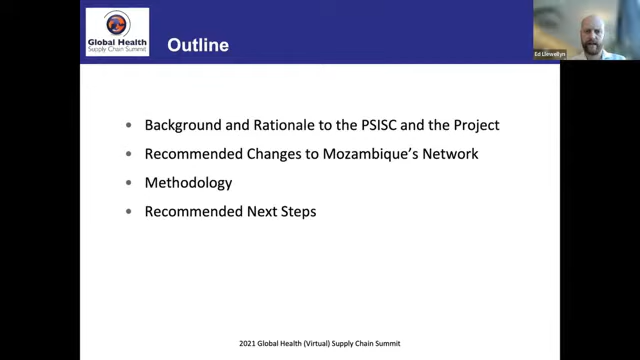 Global Health
Supply Chain Summit
Outline
Ed Llewellyn
• Background and Rationale to the PSISC and the Project
• Recommended Changes to Mozambique's Network
• Methodology
• Recommended Next Steps
2021 Global Health (Virtual) Supply Chain Summit